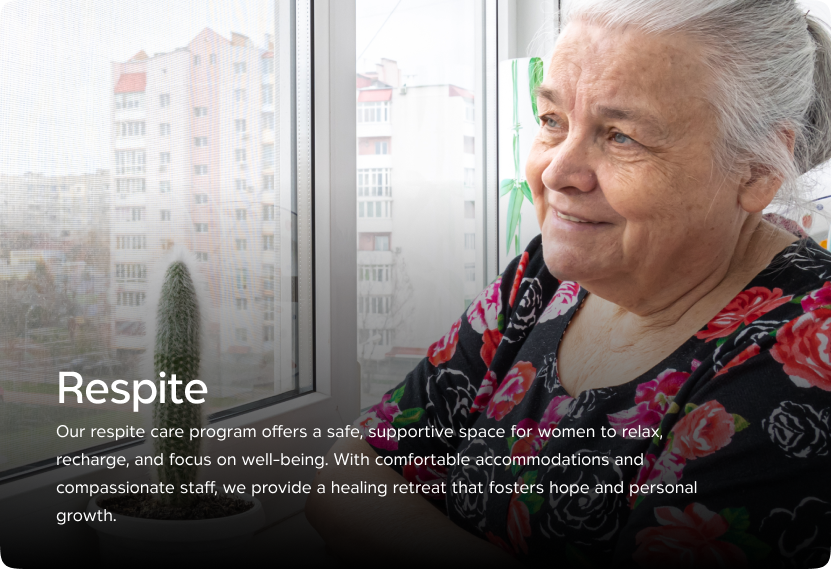 Respite
Our respite care program offers a safe, supportive space for women to relax,
recharge, and focus on well-being. With comfortable accommodations and
compassionate staff, we provide a healing retreat that fosters hope and personal
growth.